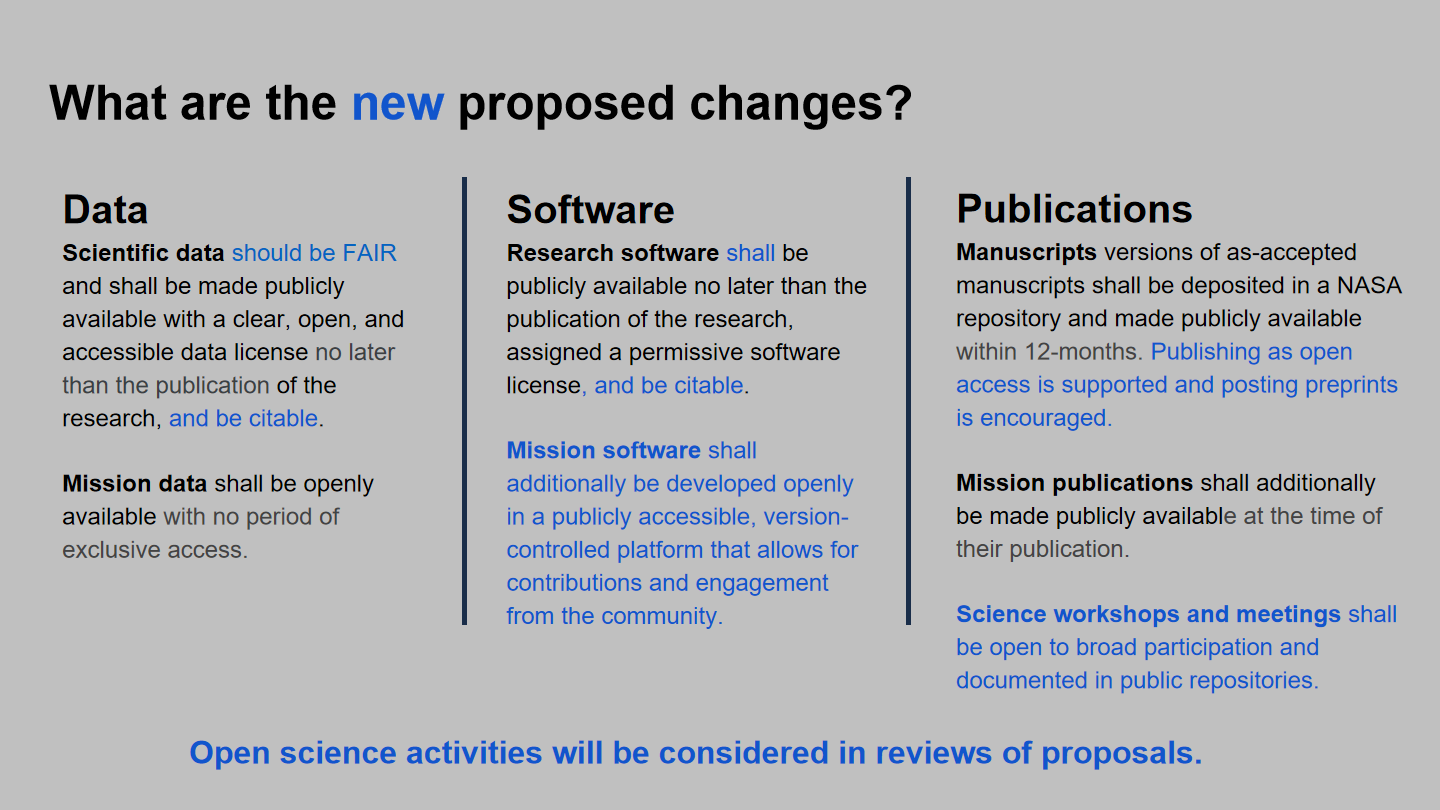 What are the new proposed changes?
Data
Scientific data should be FAIR
and shall be made publicly
available with a clear, open, and
accessible data license no later
than the publication of the
research, and be citable.
Mission data shall be openly
available with no period of
exclusive access.
Software
Research software shall be
publicly available no later than the
publication of the research,
assigned a permissive software
license, and be citable.
Mission software shall
additionally be developed openly
in a publicly accessible, version-
controlled platform that allows for
contributions and engagement
from the community.
Publications
Manuscripts versions of as-accepted
manuscripts shall be deposited in a NASA
repository and made publicly available
within 12-months. Publishing as open
access is supported and posting preprints
is encouraged.
Mission publications shall additionally
be made publicly available at the time of
their publication.
Science workshops and meetings shall
be open to broad participation and
documented in public repositories.
Open science activities will be considered in reviews of proposals.